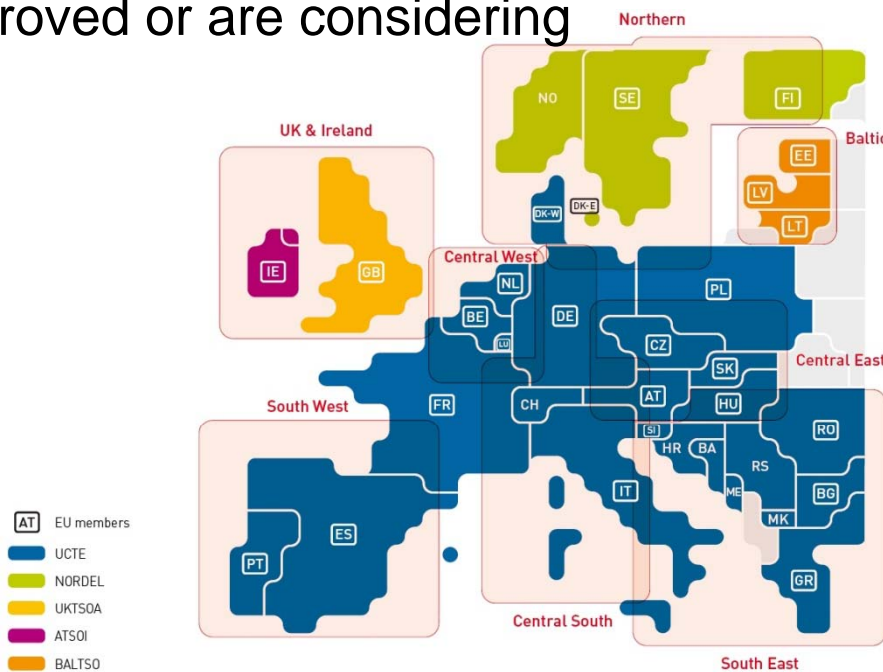 roved or are considering
Northern
NO
SE
FI
UK & Ireland
Baltic
EE
LV
LT
DK-W
DK-E
IE
GB
Central West
NL
BE
LU
DE
PL
CZ
SK
Central East
AT
HU
South West
FR
CH
SI
HR
BA
RS
RO
ME
MK
BG
IT
ES
PT
GR
AT EU members
UCTE
NORDEL
UKTSOA
ATSOI
BALTSO
Central South
South East